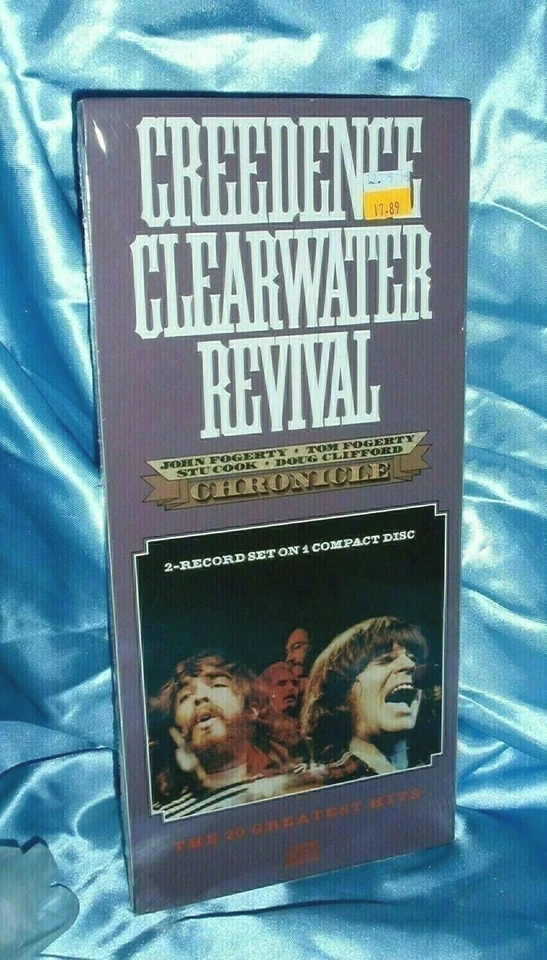 CREEDENCE
17.89
CLEARWATER
REVIVAL
JOHN FOGERTY • TOM FOGERTY
STU COOK • DOUG CLIFFORD
CHRONICLE
2-RECORD SET ON 1 COMPACT DISC
THE 20 GREATEST HITS